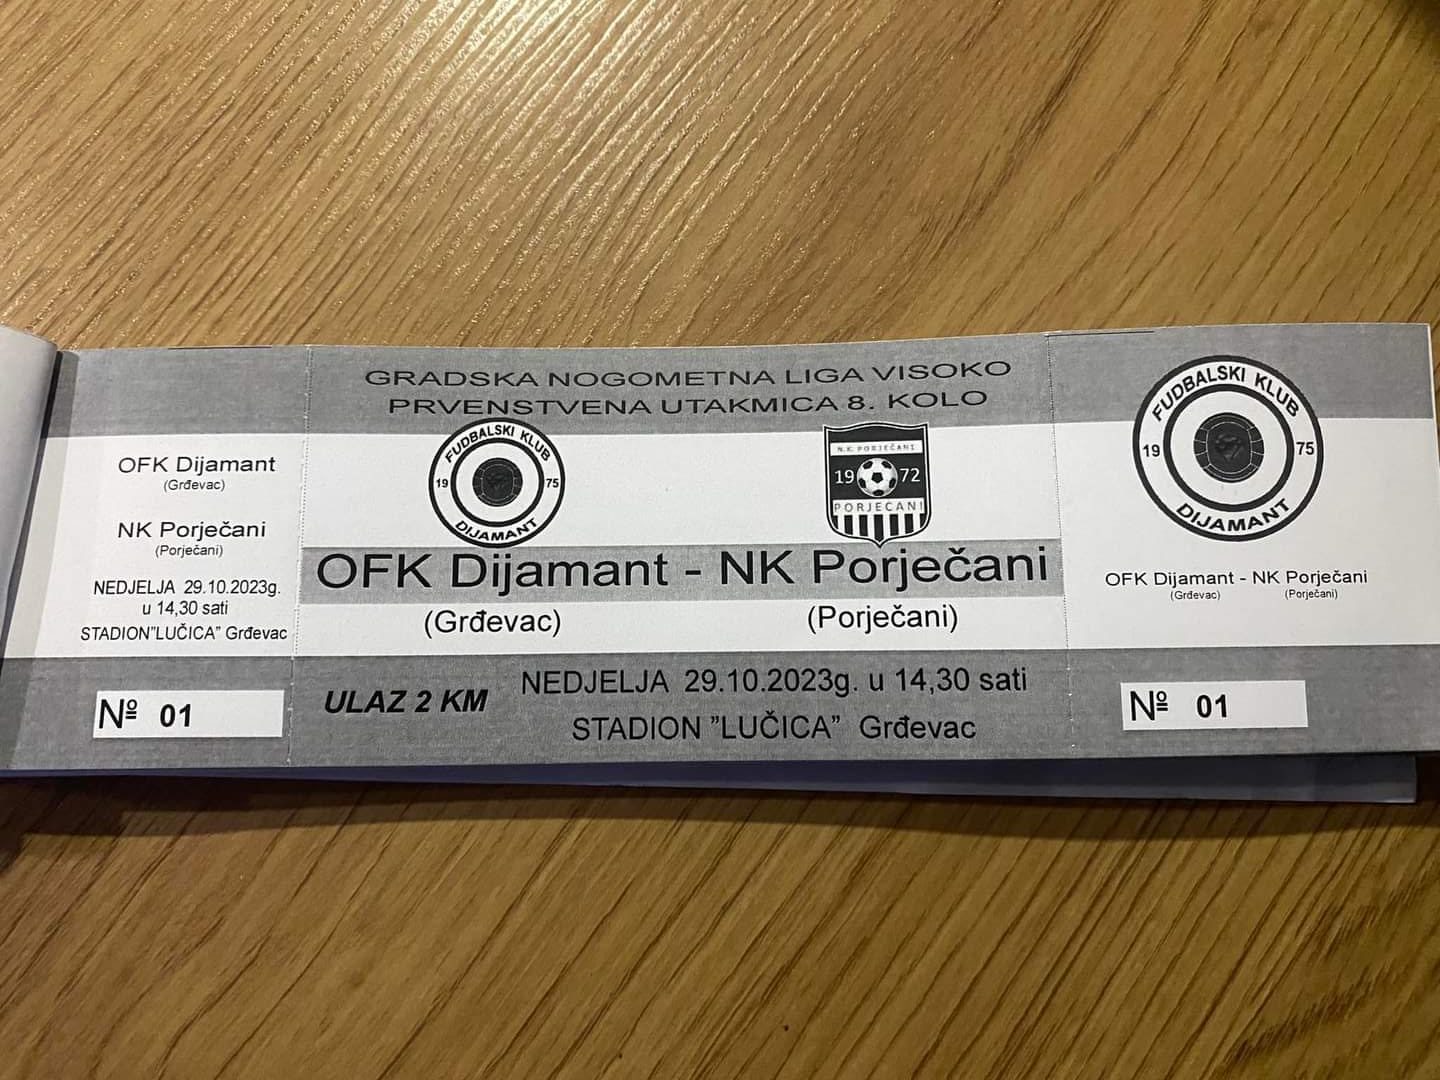 OFK Dijamant
(Grđevac)
NK Porječani
(Porječani)
NEDJELJA 29.10.2023g.
u 14,30 sati
STADION"LUČICA" Grđevac
Nº 01
GRADSKA NOGOMETNA LIGA VISOKO
PRVENSTVENA UTAKMICA 8. KOLO
FUDBALSKI KLUB
19 75
DIJAMANT
N.K. PORJEČANI
19 72
PORJEČANI
OFK Dijamant - NK Porječani
(Grđevac) (Porječani)
ULAZ 2 KM
NEDJELJA 29.10.2023g. u 14,30 sati
STADION "LUČICA" Grđevac
FUDBALSKI KLUB
19 75
DIJAMANT
OFK Dijamant - NK Porječani
(Grđevac) (Porječani)
Nº 01